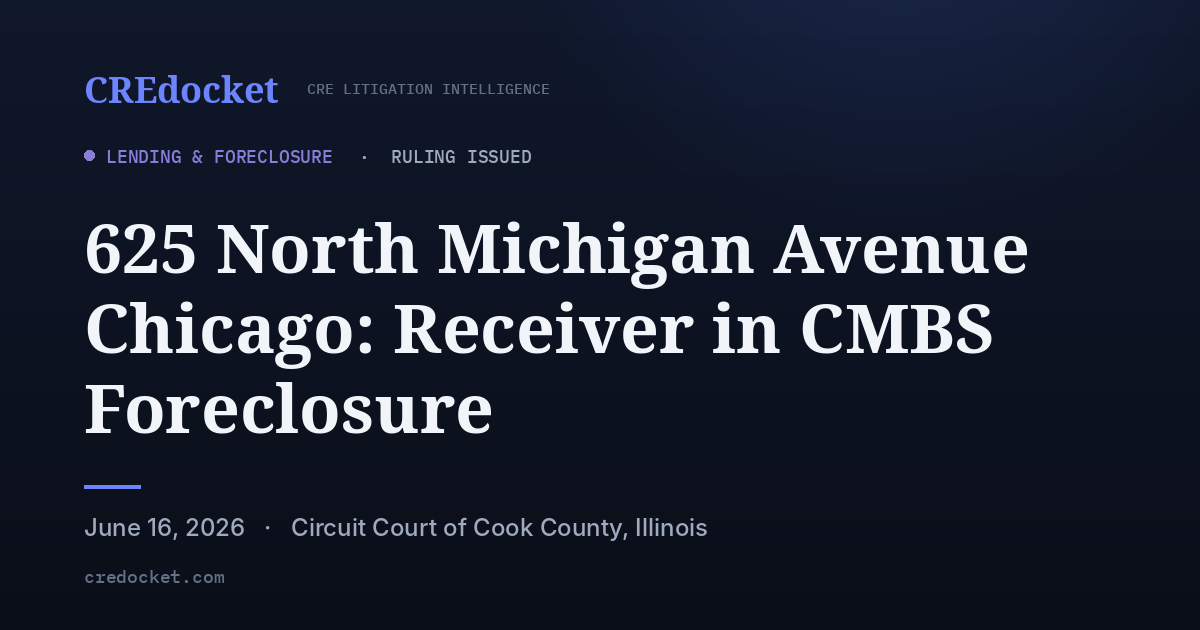 CREdocket CRE LITIGATION INTELLIGENCE
LENDING & FORECLOSURE · RULING ISSUED
625 North Michigan Avenue
Chicago: Receiver in CMBS
Foreclosure
June 16, 2026 · Circuit Court of Cook County, Illinois
credocket.com